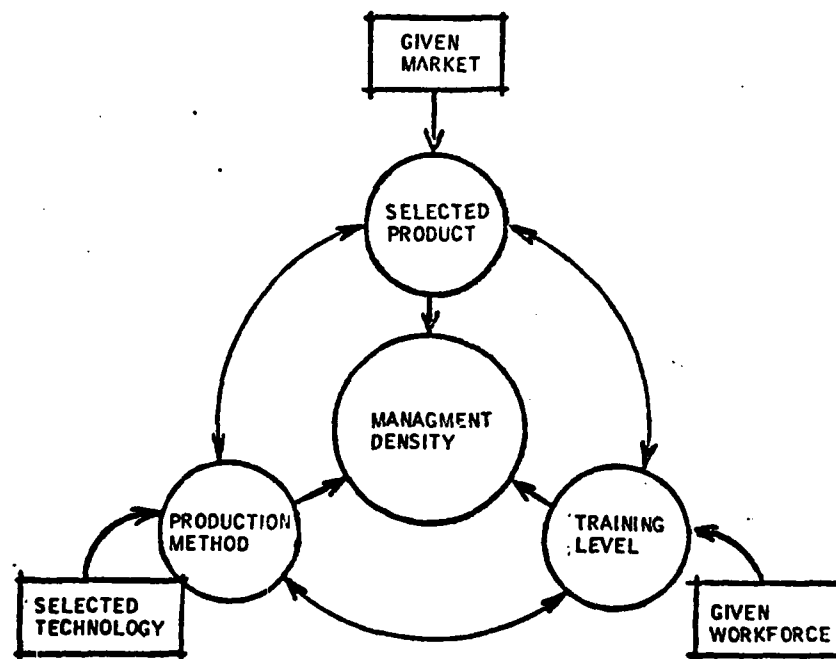 GIVEN
MARKET
SELECTED
PRODUCT
MANAGMENT
DENSITY
PRODUCTION
METHOD
TRAINING
LEVEL
SELECTED
TECHNOLOGY
GIVEN
WORKFORCE